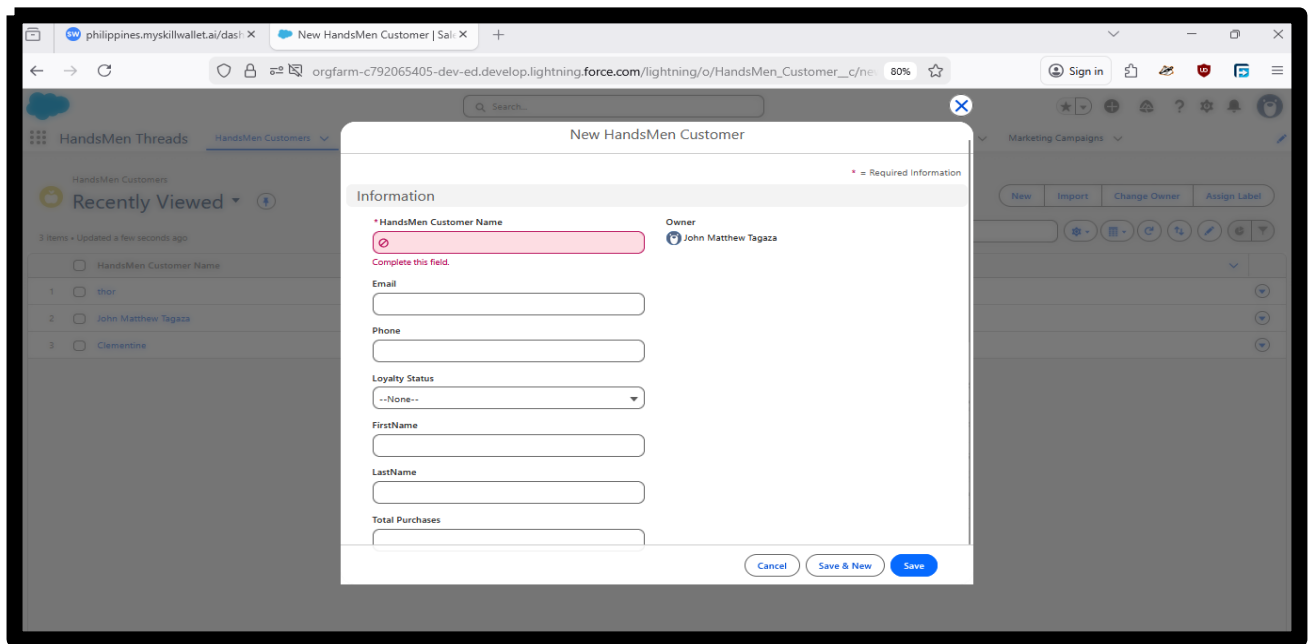 philippines.myskillwallet.ai/dash
New HandsMen Customer | Sale
orgfarm-c792065405-dev-ed.develop.lightning.force.com/lightning/o/HandsMen_Customer__c/ne
80%
Sign in
Search...
HandsMen Threads
HandsMen Customers
Marketing Campaigns
HandsMen Customers
Recently Viewed
3 items • Updated a few seconds ago
New
Import
Change Owner
Assign Label
HandsMen Customer Name
1 thor
2 John Matthew Tagaza
3 Clementine
New HandsMen Customer
* = Required Information
Information
*HandsMen Customer Name
Complete this field.
Owner
John Matthew Tagaza
Email
Phone
Loyalty Status
--None--
FirstName
LastName
Total Purchases
Cancel
Save & New
Save